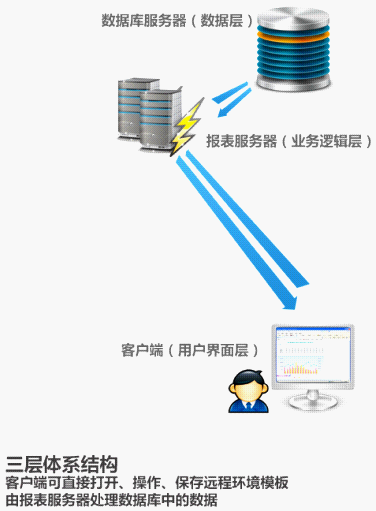 数据库服务器（数据层）
报表服务器（业务逻辑层）
客户端（用户界面层）
三层体系结构
客户端可直接打开、操作、保存远程环境模板
由报表服务器处理数据库中的数据